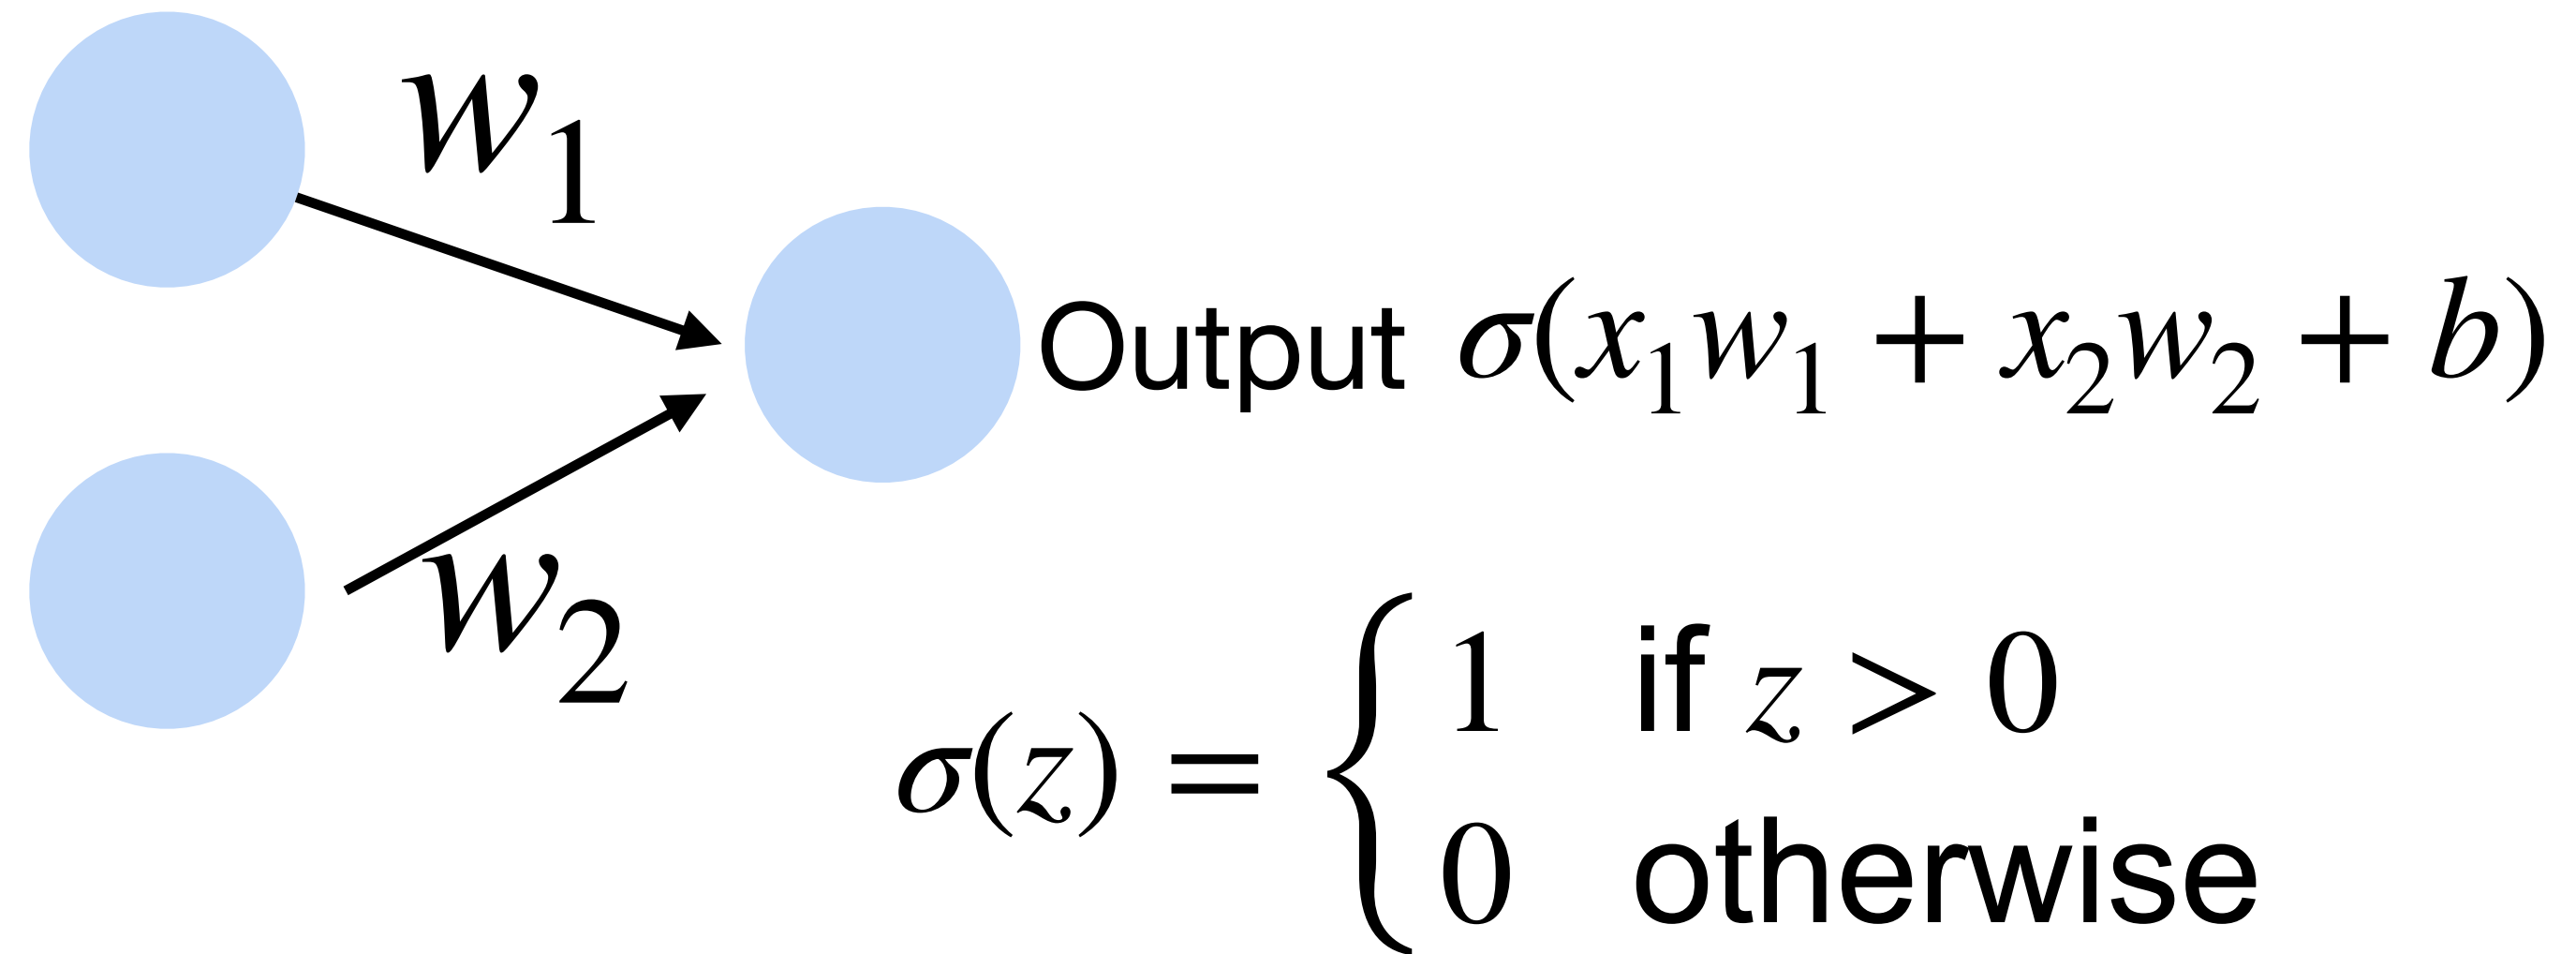 w₁
Output σ(x₁w₁ + x₂w₂ + b)
w₂
σ(z) = { 1 if z > 0
0 otherwise